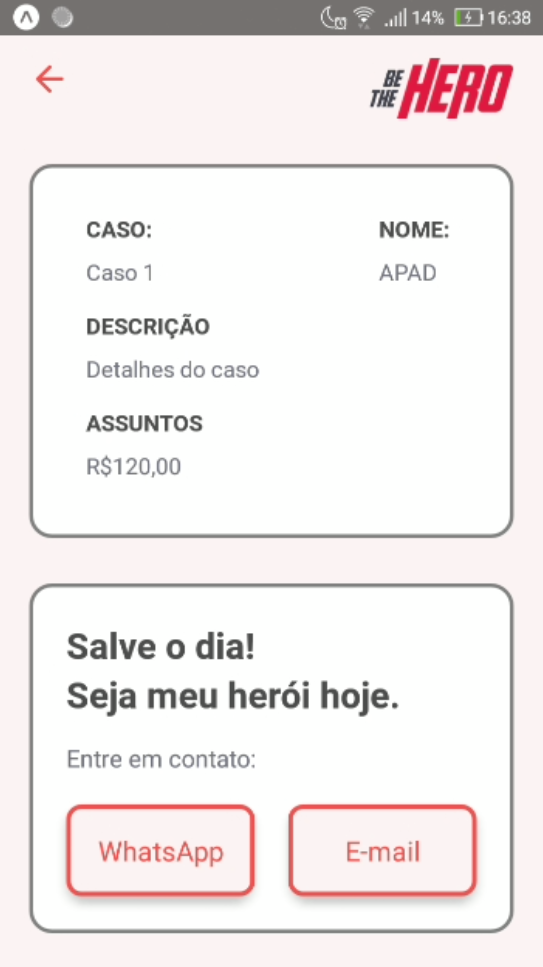 14% 16:38
BE THE HERO
CASO: NOME:
Caso 1 APAD
DESCRIÇÃO
Detalhes do caso
ASSUNTOS
R$120,00
Salve o dia!
Seja meu herói hoje.
Entre em contato:
WhatsApp E-mail